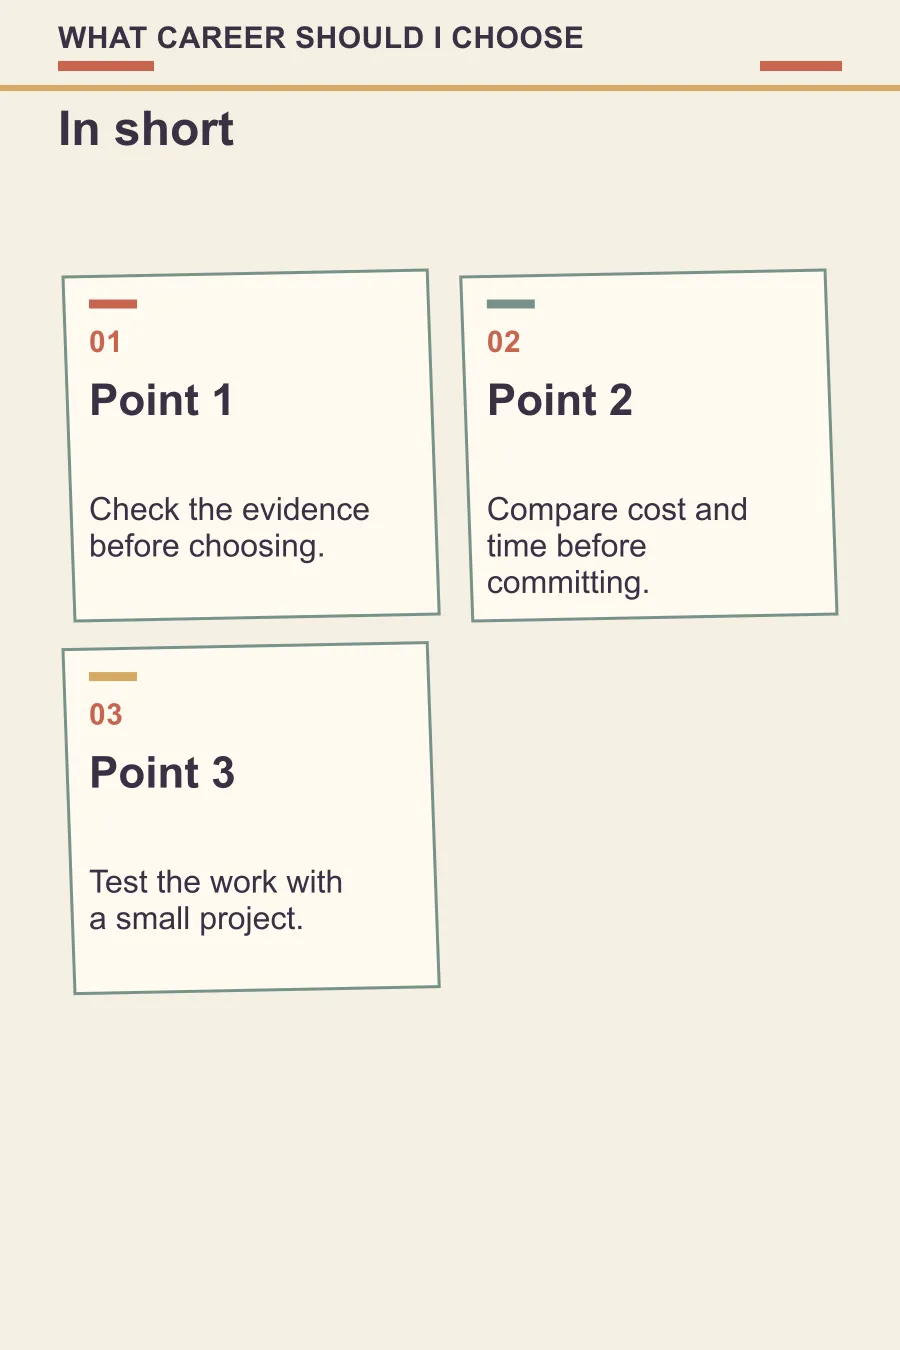 WHAT CAREER SHOULD I CHOOSE
In short
01
Point 1
Check the evidence
before choosing.
02
Point 2
Compare cost and
time before
committing.
03
Point 3
Test the work with
a small project.